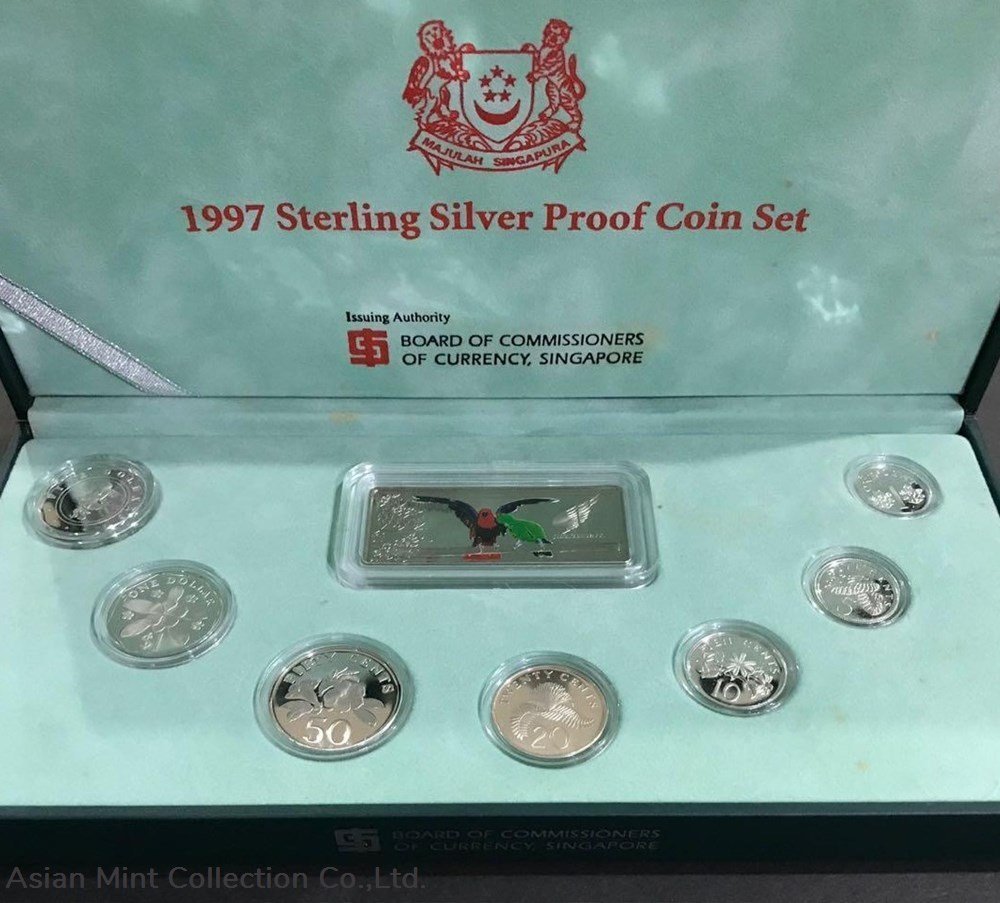 MAJULAH SINGAPURA
1997 Sterling Silver Proof Coin Set
Issuing Authority
BOARD OF COMMISSIONERS
OF CURRENCY, SINGAPORE
ONE DOLLAR
FIFTY CENTS
50
TWENTY CENTS
20
TEN CENTS
10
5
BOARD OF COMMISSIONERS
OF CURRENCY, SINGAPORE
Asian Mint Collection Co.,Ltd.